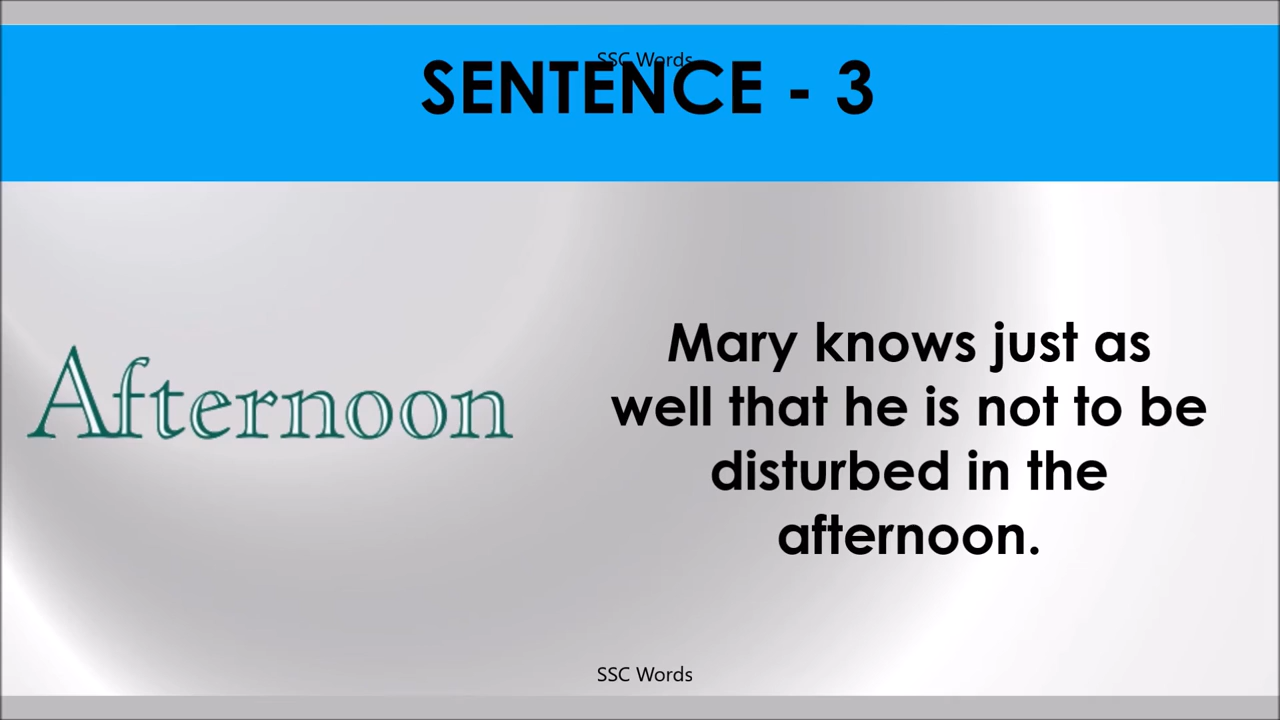 SSC Words
SENTENCE - 3
Afternoon
Mary knows just as
well that he is not to be
disturbed in the
afternoon.
SSC Words